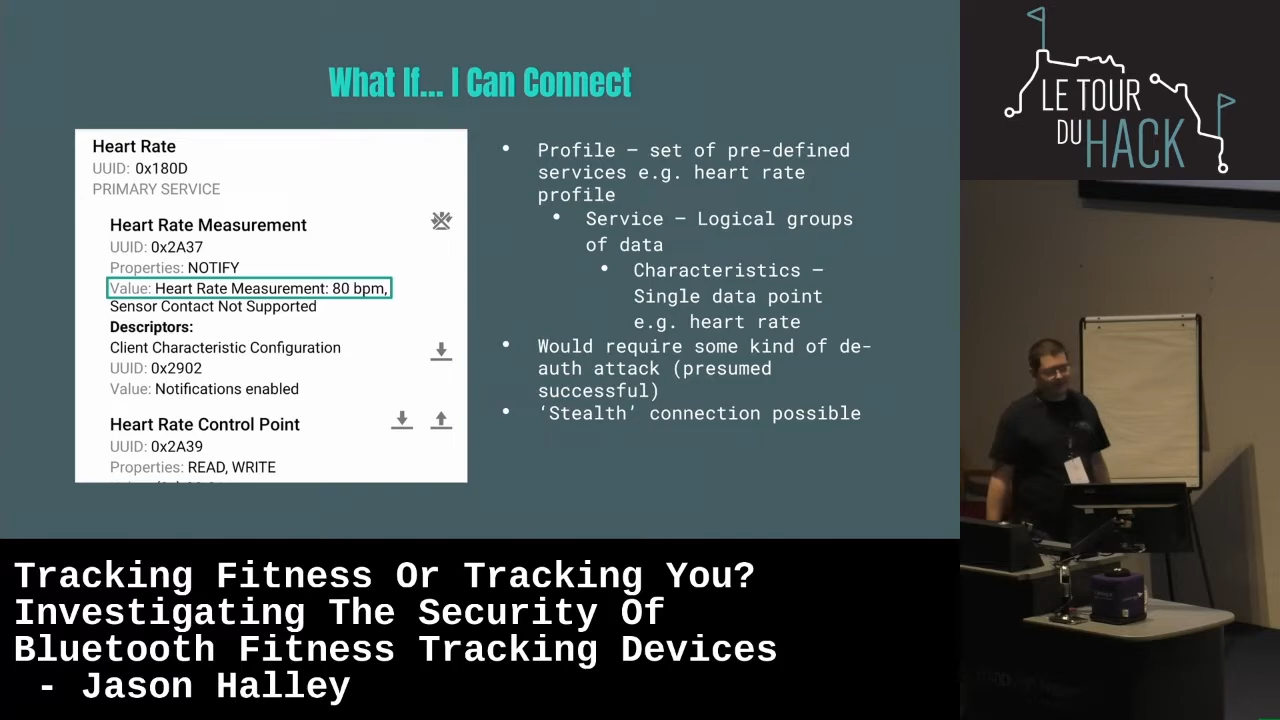 What If... I Can Connect
Heart Rate
UUID: 0x180D
PRIMARY SERVICE
Heart Rate Measurement
UUID: 0x2A37
Properties: NOTIFY
Value: Heart Rate Measurement: 80 bpm,
Sensor Contact Not Supported
Descriptors:
Client Characteristic Configuration
UUID: 0x2902
Value: Notifications enabled
Heart Rate Control Point
UUID: 0x2A39
Properties: READ, WRITE
• Profile – set of pre-defined
services e.g. heart rate
profile
• Service – Logical groups
of data
• Characteristics –
Single data point
e.g. heart rate
• Would require some kind of de-
auth attack (presumed
successful)
• ‘Stealth’ connection possible
LE TOUR
DU HACK
Tracking Fitness Or Tracking You?
Investigating The Security Of
Bluetooth Fitness Tracking Devices
- Jason Halley